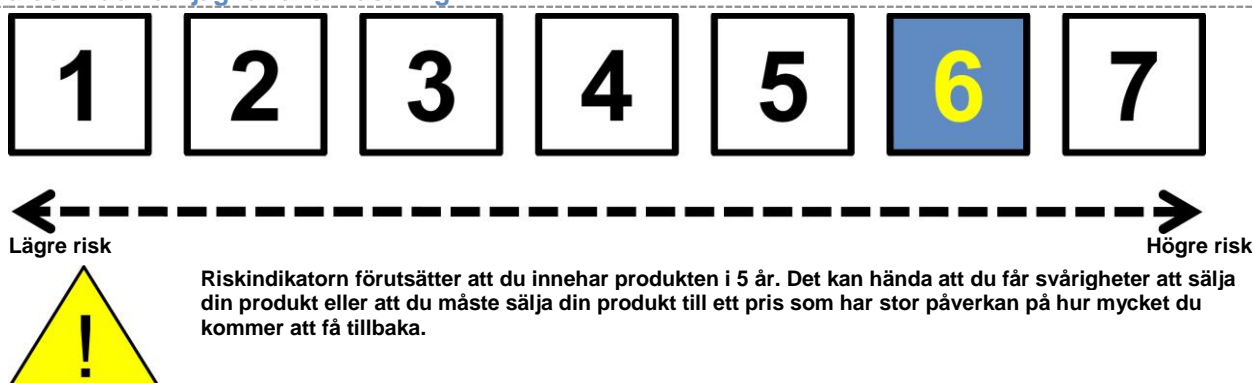 1 2 3 4 5 6 7
Lägre risk Högre risk
Riskindikatorn förutsätter att du innehar produkten i 5 år. Det kan hända att du får svårigheter att sälja
din produkt eller att du måste sälja din produkt till ett pris som har stor påverkan på hur mycket du
kommer att få tillbaka.
!